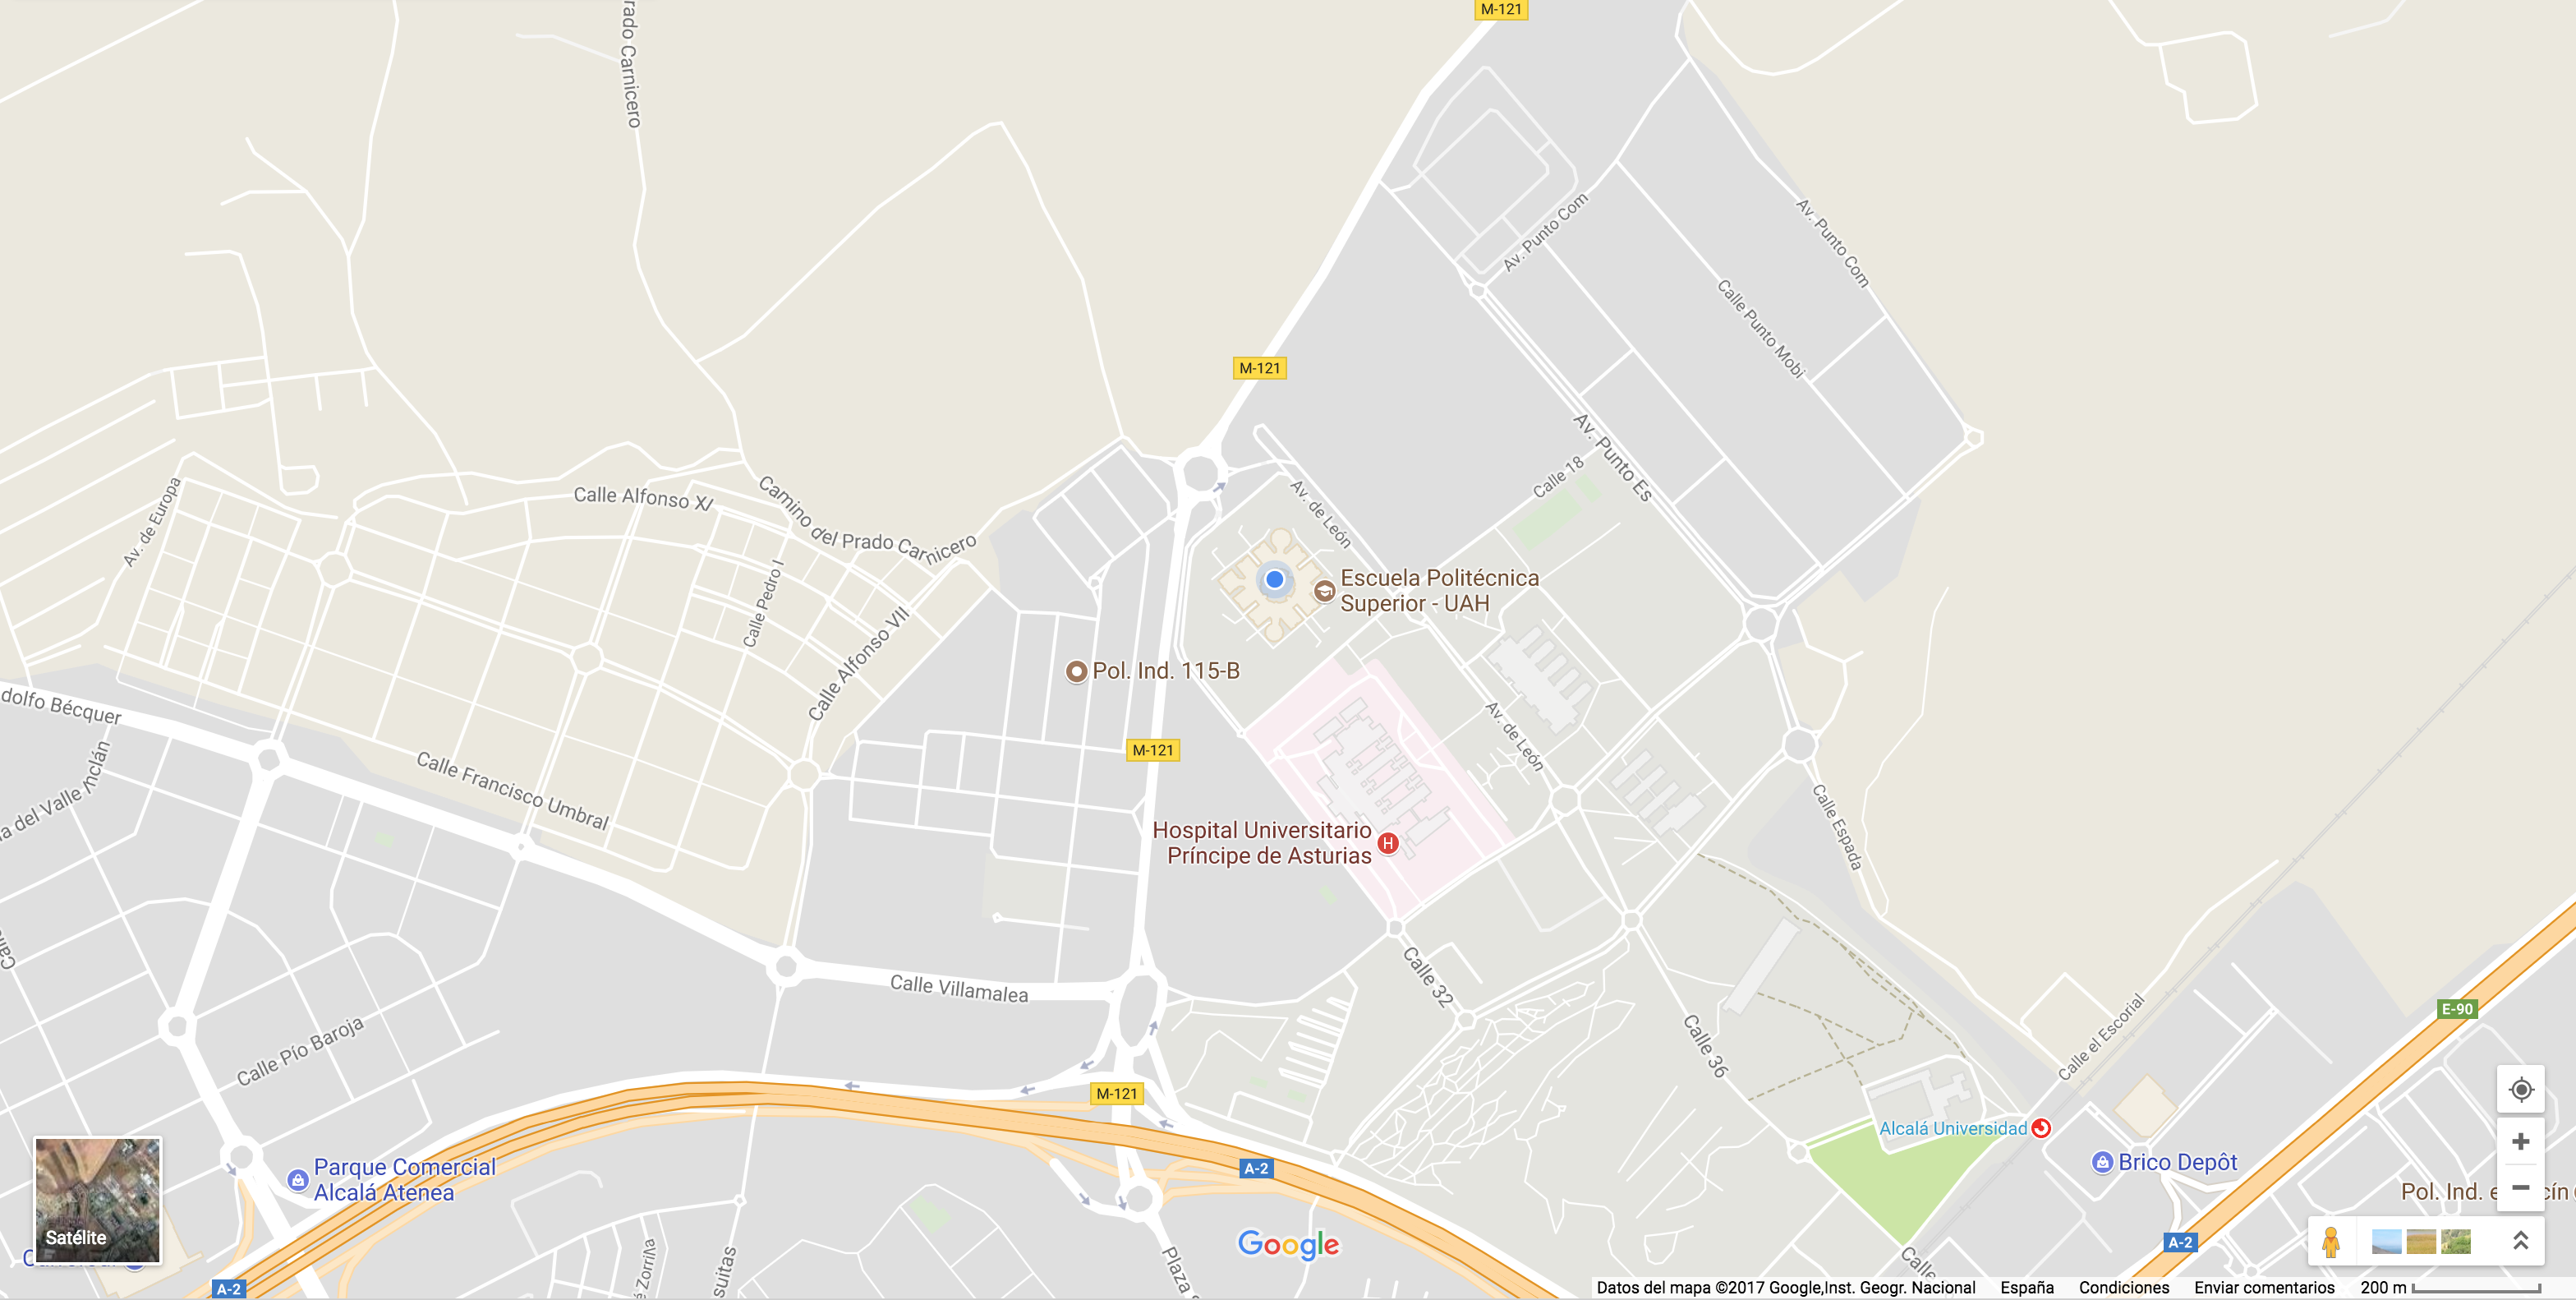 M-121
rado Carnicero
Av. Punto Com
Av. Punto Com
Calle Punto Mobi
M-121
Av. Punto Es
Calle 18
Av. de León
Av. de Europa
Calle Alfonso XI
Camino del Prado Carnicero
Calle Pedro I
Calle Alfonso VII
Escuela Politécnica
Superior - UAH
Pol. Ind. 115-B
dolfo Bécquer
Av. de León
M-121
Calle Francisco Umbral
a del Valle Inclán
Calle Espada
Hospital Universitario
Príncipe de Asturias
H
Calle 32
Calle Villamalea
Calle 36
Calle el Escorial
E-90
Calle Pío Baroja
M-121
Alcalá Universidad
Parque Comercial
Alcalá Atenea
A-2
Brico Depôt
Pol. Ind. e
cín
Satélite
Google
A-2
Plaza
suitas
é Zorrilla
Calle
A-2
Datos del mapa ©2017 Google,Inst. Geogr. Nacional España Condiciones Enviar comentarios 200 m